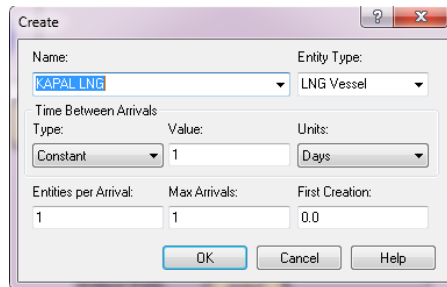 Create
Name: Entity Type:
KAPAL LNG LNG Vessel
Time Between Arrivals
Type: Value: Units:
Constant 1 Days
Entities per Arrival: Max Arrivals: First Creation:
1 1 0.0
OK Cancel Help